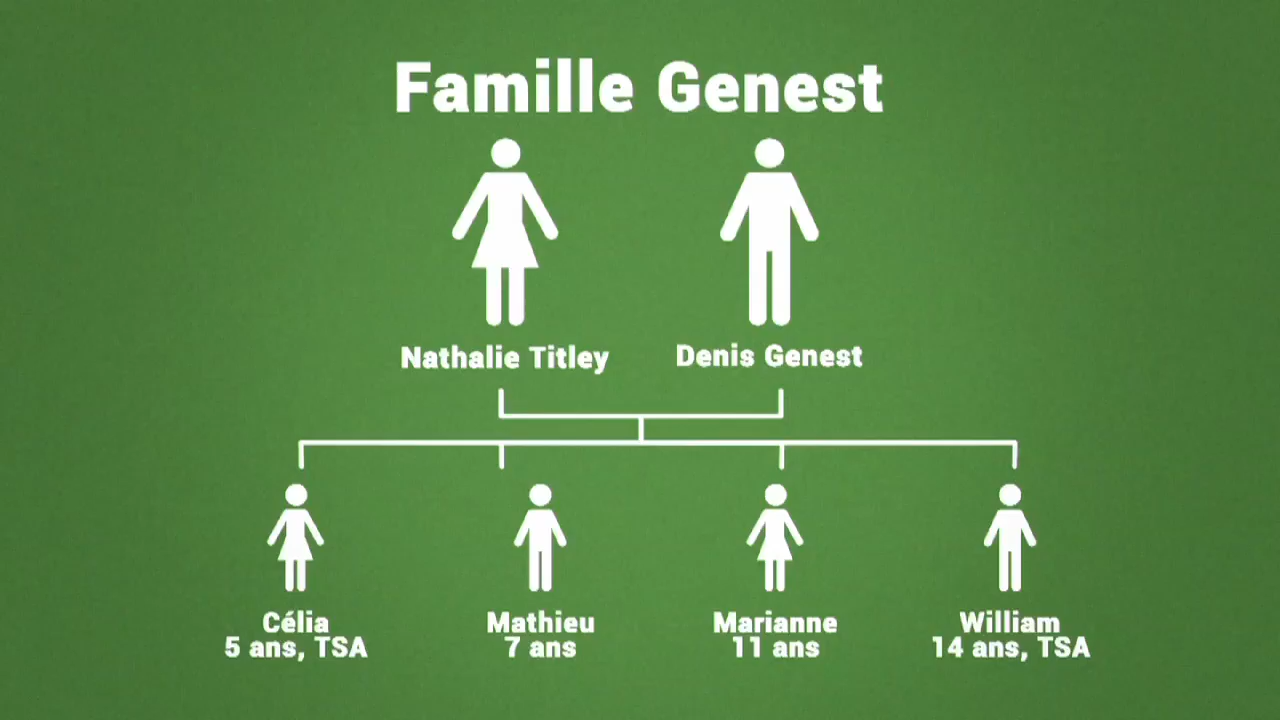 Famille Genest
Nathalie Titley
Denis Genest
Célia
5 ans, TSA
Mathieu
7 ans
Marianne
11 ans
William
14 ans, TSA